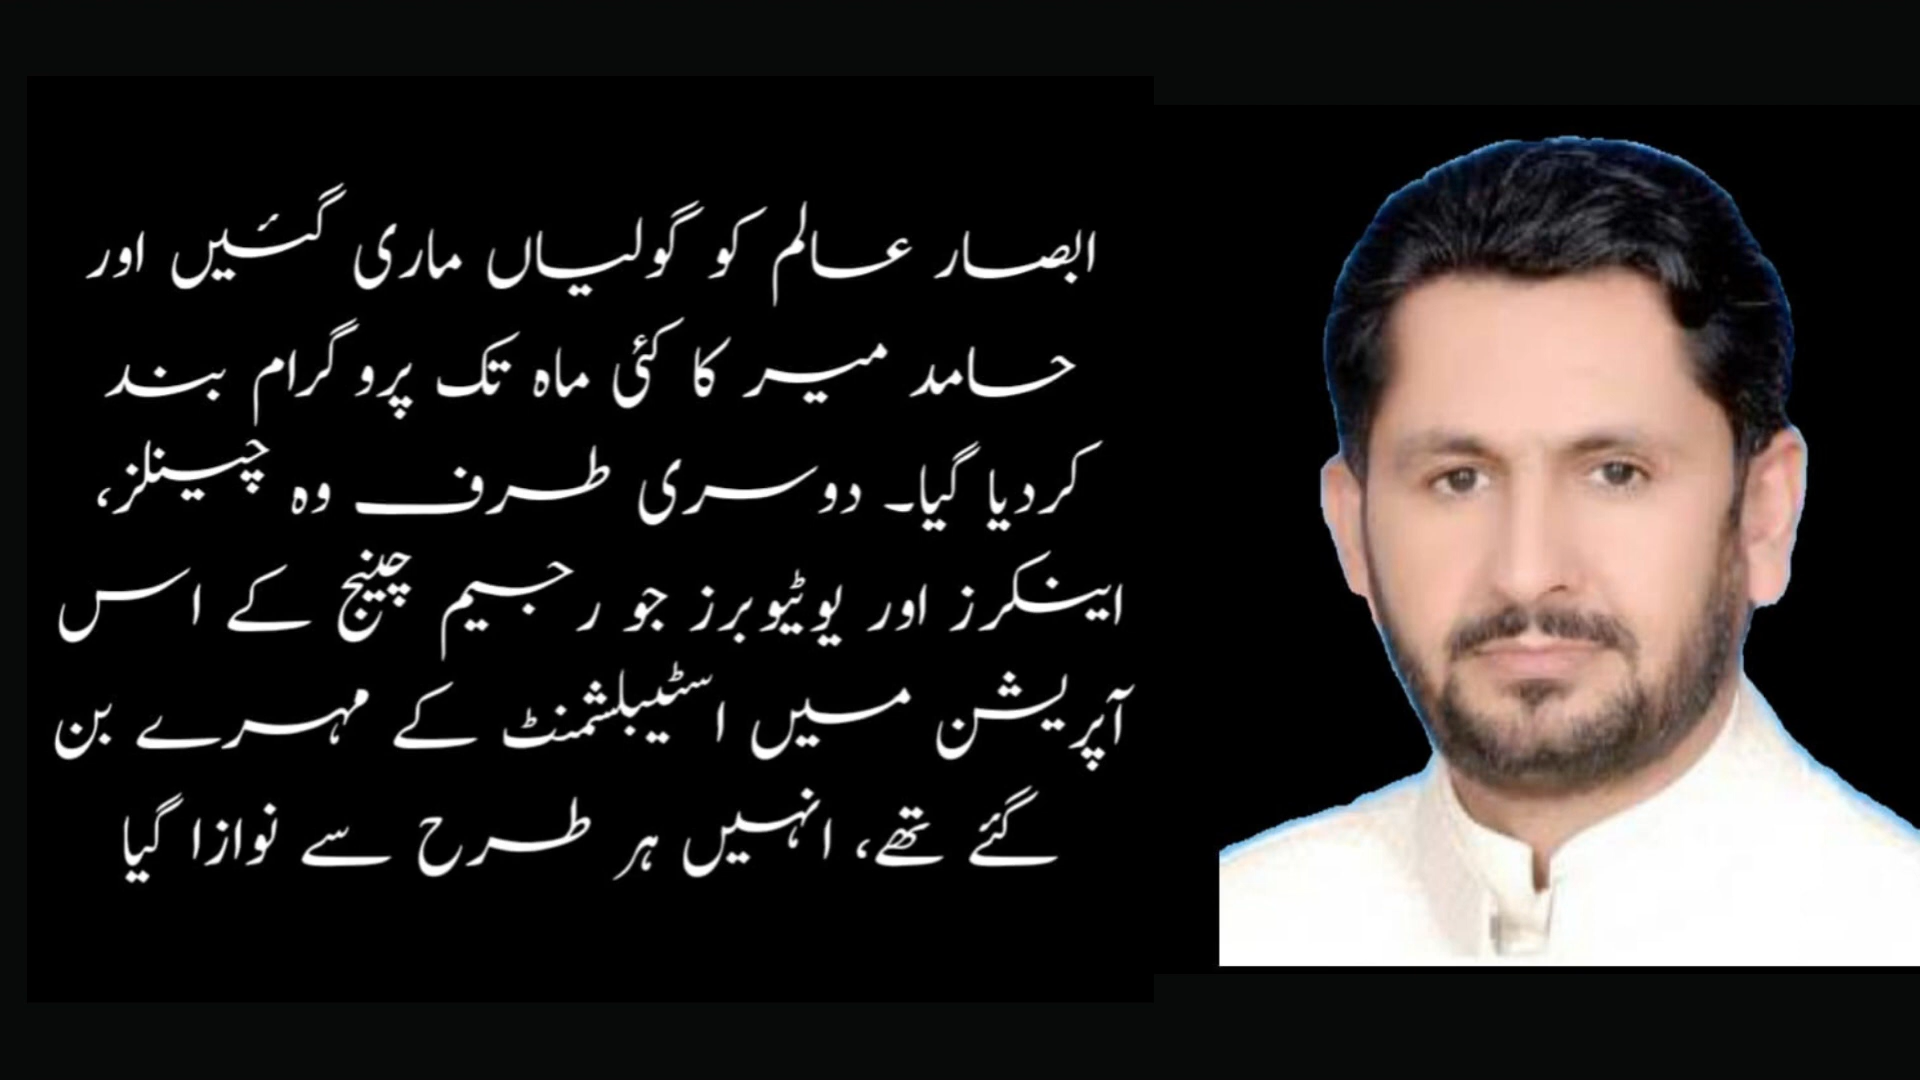 ابصار عالم کو گولیاں ماری گئیں اور
حامد میر کا کئی ماہ تک پروگرام بند
کردیا گیا۔ دوسری طرف وہ چینلز،
اینکرز اور یوٹیوبرز جو رجیم چینج کے اس
آپریشن میں اسٹیبلشمنٹ کے مہرے بن
گئے تھے، انہیں ہر طرح سے نوازا گیا